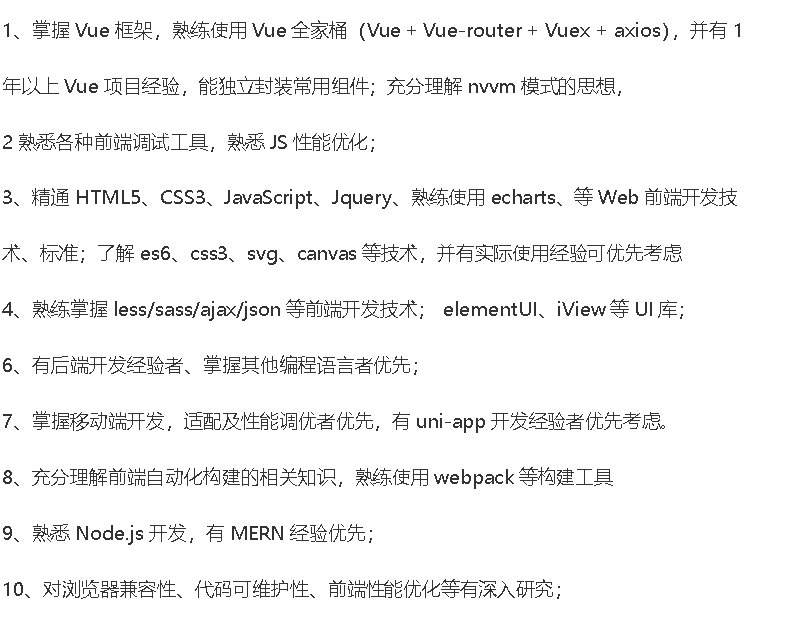 1、掌握 Vue 框架，熟练使用 Vue 全家桶（Vue + Vue-router + Vuex + axios），并有 1
年以上 Vue 项目经验，能独立封装常用组件；充分理解 nvvm 模式的思想，
2 熟悉各种前端调试工具，熟悉 JS 性能优化；
3、精通 HTML5、CSS3、JavaScript、Jquery、熟练使用 echarts、等 Web 前端开发技
术、标准；了解 es6、css3、svg、canvas 等技术，并有实际使用经验可优先考虑
4、熟练掌握 less/sass/ajax/json 等前端开发技术； elementUI、iView 等 UI 库；
6、有后端开发经验者、掌握其他编程语言者优先；
7、掌握移动端开发，适配及性能调优者优先，有 uni-app 开发经验者优先考虑。
8、充分理解前端自动化构建的相关知识，熟练使用 webpack 等构建工具
9、熟悉 Node.js 开发，有 MERN 经验优先；
10、对浏览器兼容性、代码可维护性、前端性能优化等有深入研究；